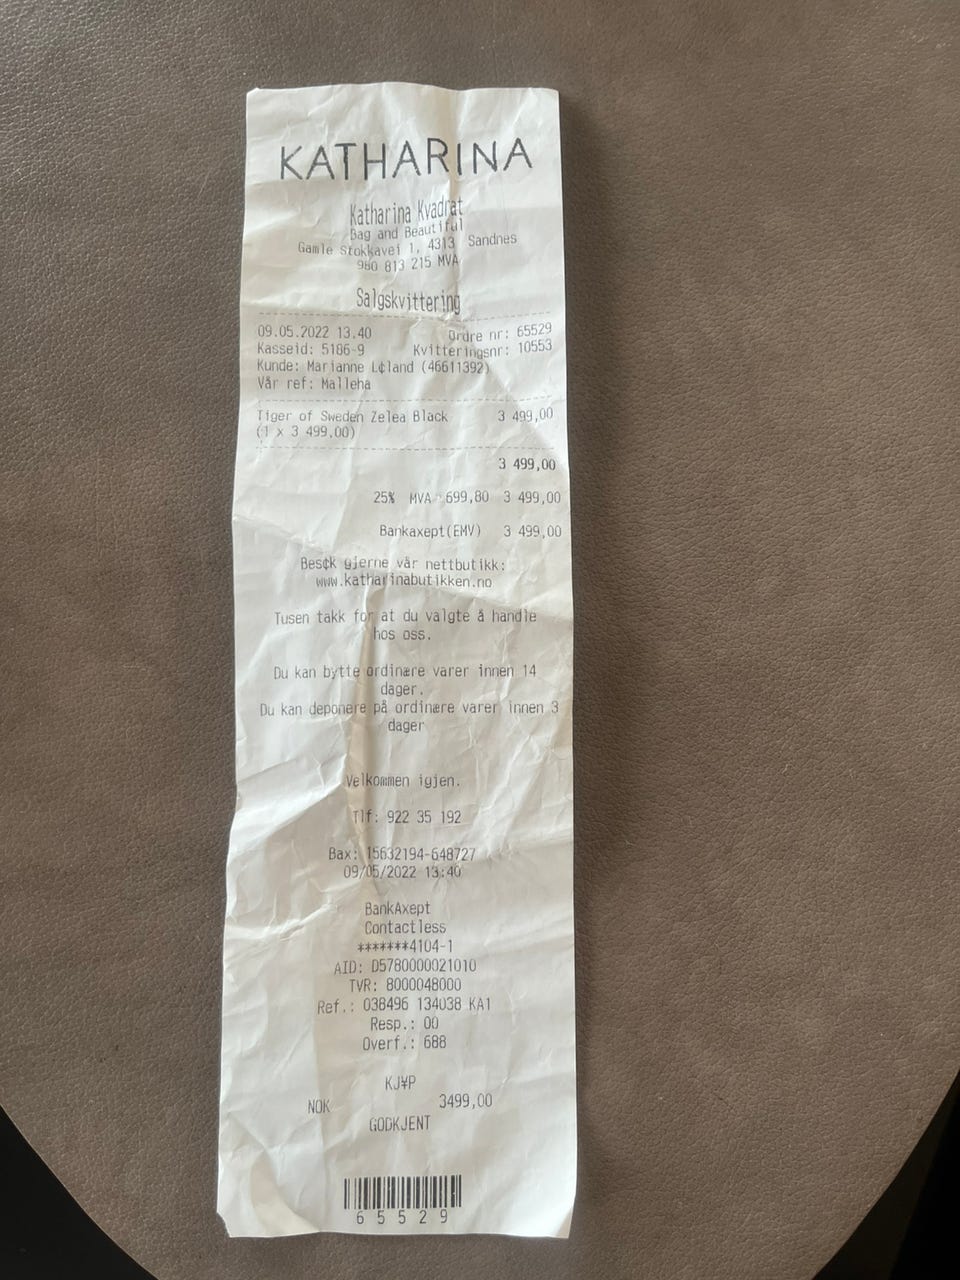 KATHARINA
Katharina Kvadrat
Bag and Beautiful
Gamle Stokkavei 1, 4313 Sandnes
980 813 215 MVA
Salgskvittering
09.05.2022 13.40 Ordre nr: 65529
Kasseid: 5186-9 Kvitteringsnr: 10553
Kunde: Marianne L¢land (46611392)
Vår ref: Malleha
Tiger of Sweden Zelea Black 3 499,00
(1 x 3 499,00)
3 499,00
25% MVA 699,80 3 499,00
Bankaxept(EMV) 3 499,00
Bes¢k gjerne vår nettbutikk:
www.katharinabutikken.no
Tusen takk for at du valgte å handle
hos oss.
Du kan bytte ordinære varer innen 14
dager.
Du kan deponere på ordinære varer innen 3
dager
Velkommen igjen.
Tlf: 922 35 192
Bax: 15632194-648727
09/05/2022 13:40
BankAxept
Contactless
*******4104-1
AID: D5780000021010
TVR: 8000048000
Ref.: 038496 134038 KA1
Resp.: 00
Overf.: 688
KJ¥P
NOK 3499,00
GODKJENT
65529